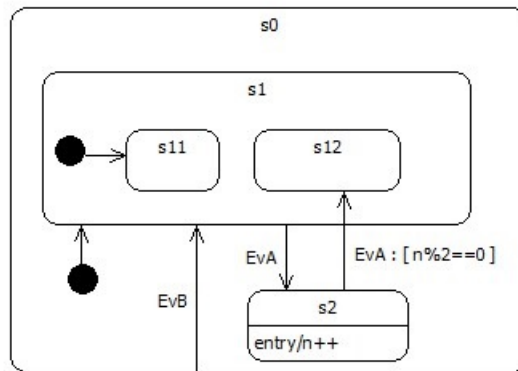 s0
s1
s11
s12
EvA
EvA : [ n%2==0 ]
EvB
s2
entry/n++